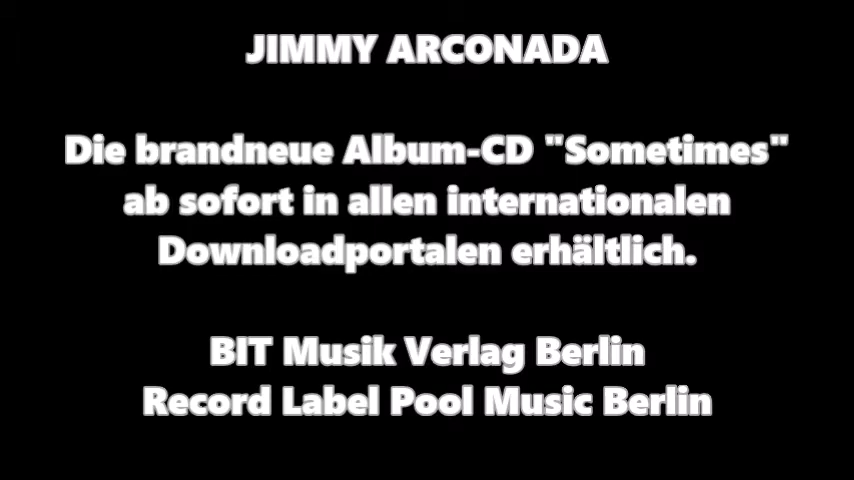 JIMMY ARCONADA
Die brandneue Album-CD "Sometimes"
ab sofort in allen internationalen
Downloadportalen erhältlich.
BIT Musik Verlag Berlin
Record Label Pool Music Berlin